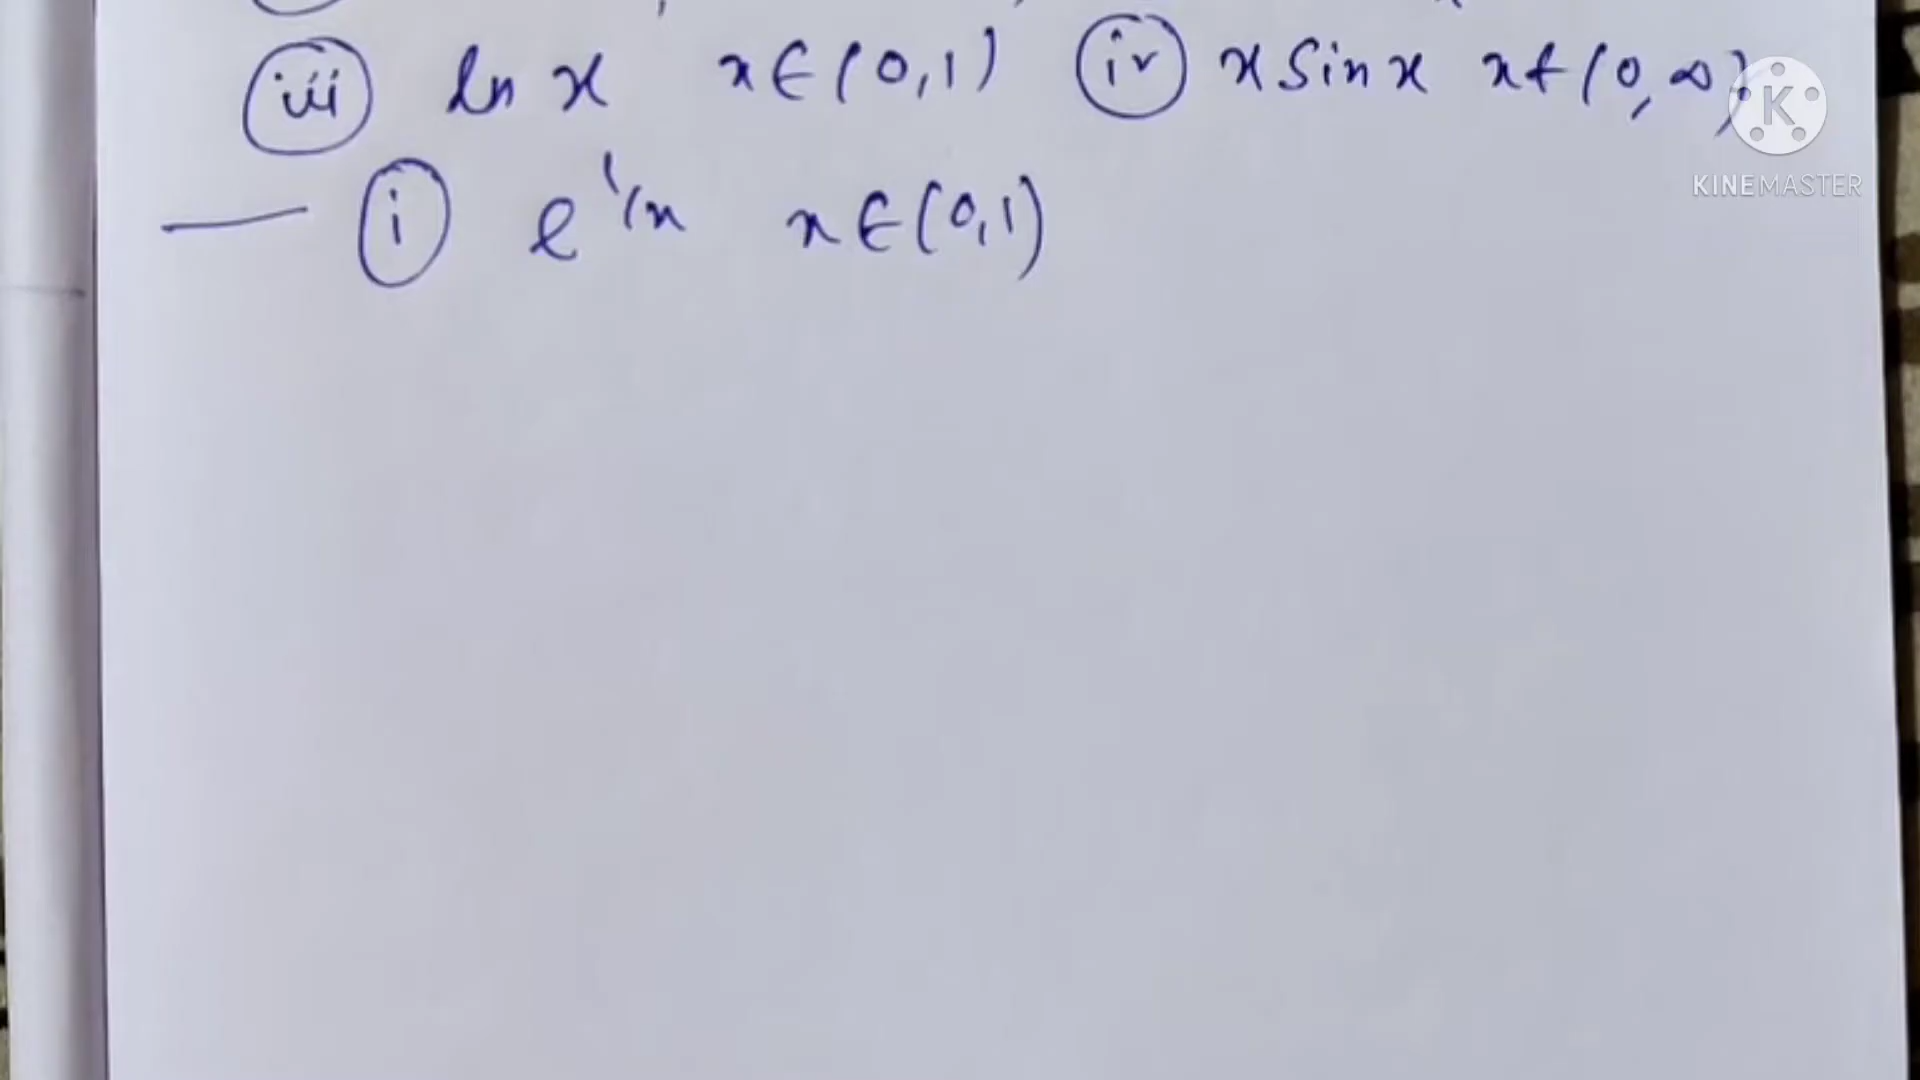 iii ln x x∈(0,1) iv x sin x x∈(0,∞).
i e^1/x x∈(0,1)
KINEMASTER